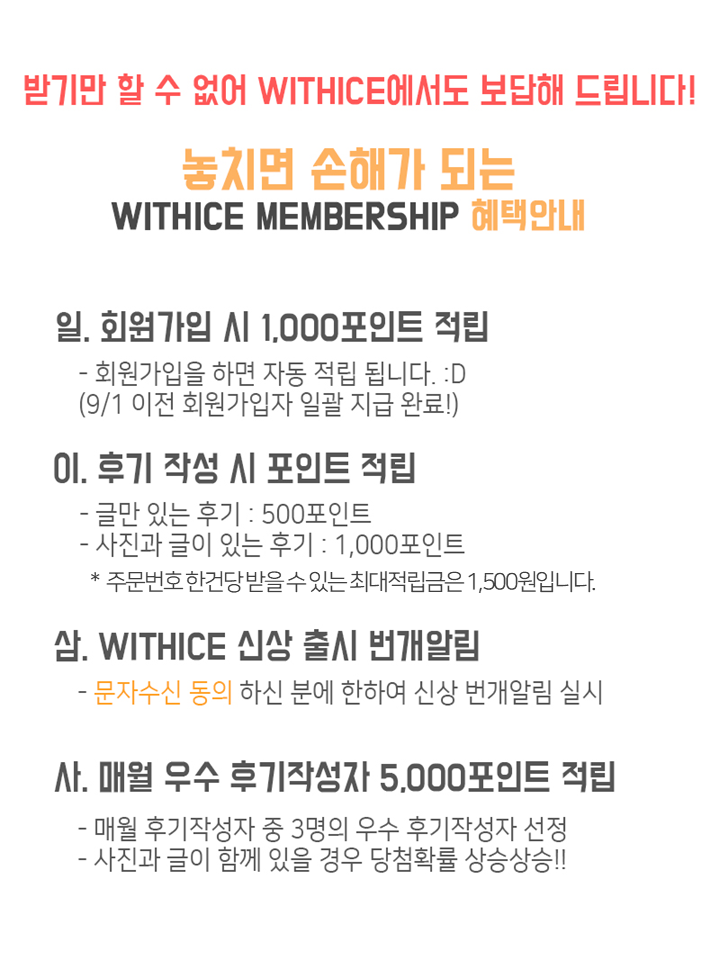 받기만 할 수 없어 WITHICE에서도 보답해 드립니다!
놓치면 손해가 되는
WITHICE MEMBERSHIP 혜택안내
일. 회원가입 시 1,000포인트 적립
- 회원가입을 하면 자동 적립 됩니다. :D
(9/1 이전 회원가입자 일괄 지급 완료!)
이. 후기 작성 시 포인트 적립
- 글만 있는 후기 : 500포인트
- 사진과 글이 있는 후기 : 1,000포인트
* 주문번호 한건당 받을 수 있는 최대적립금은 1,500원입니다.
삼. WITHICE 신상 출시 번개알림
- 문자수신 동의 하신 분에 한하여 신상 번개알림 실시
사. 매월 우수 후기작성자 5,000포인트 적립
- 매월 후기작성자 중 3명의 우수 후기작성자 선정
- 사진과 글이 함께 있을 경우 당첨확률 상승상승!!